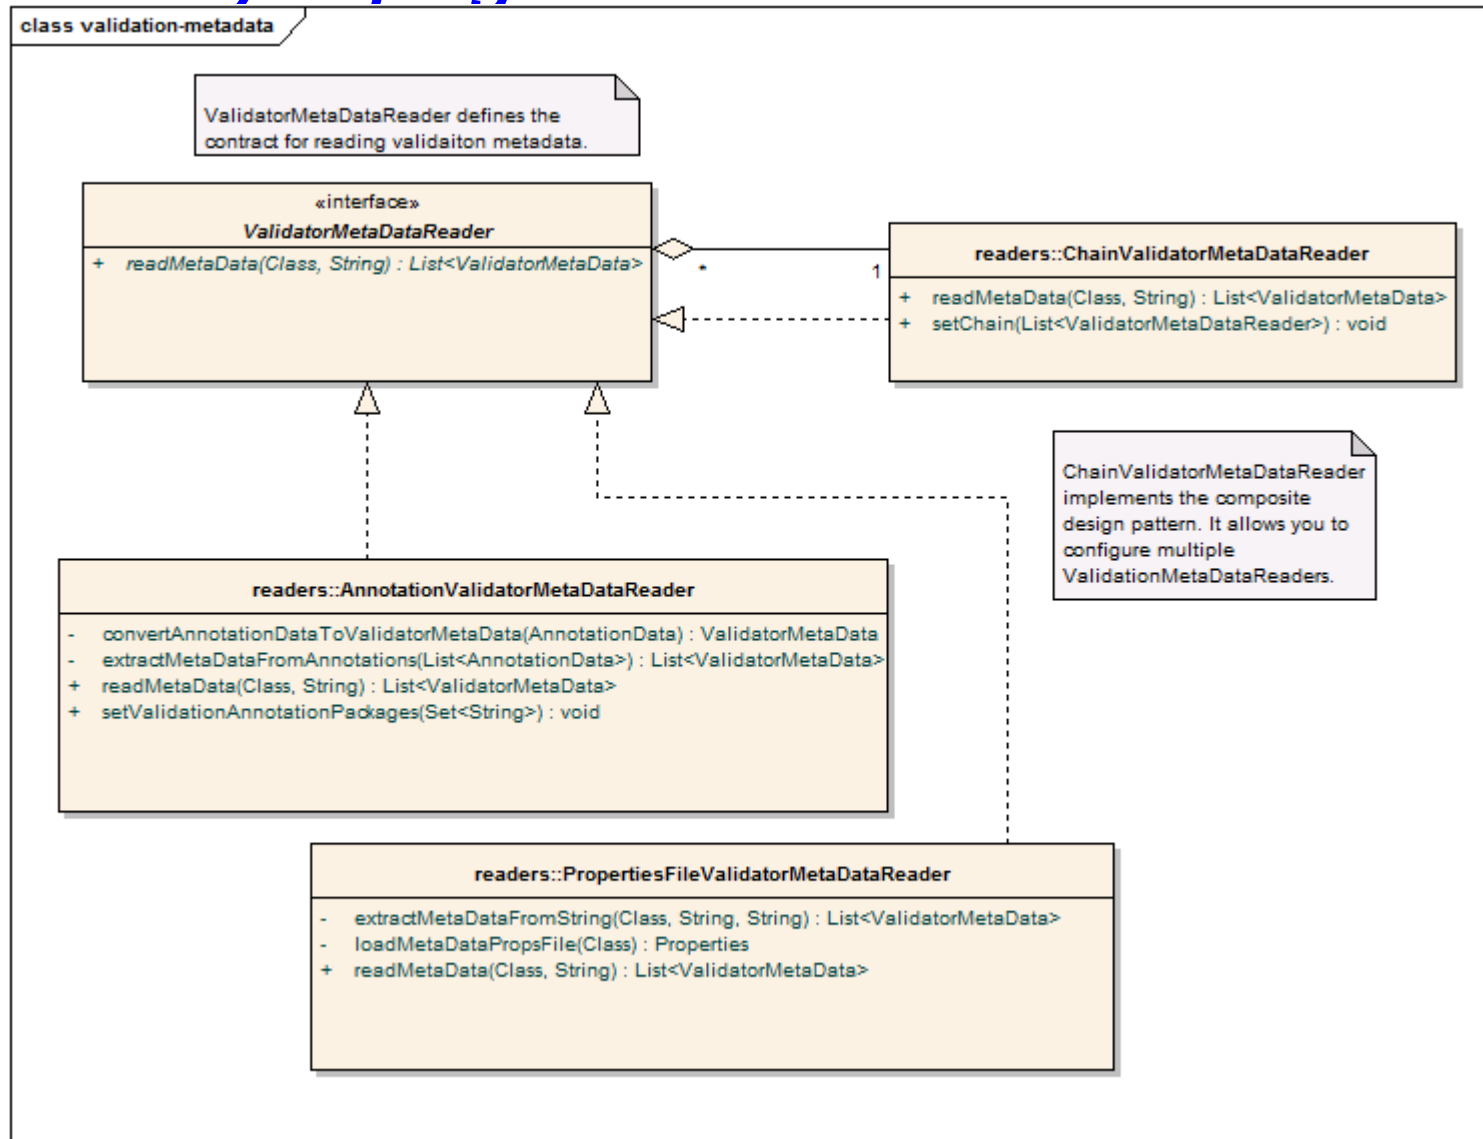 class validation-metadata
ValidatorMetaDataReader defines the
contract for reading validaiton metadata.
«interface»
ValidatorMetaDataReader
+ readMetaData(Class, String) : List<ValidatorMetaData>
* 1
readers::ChainValidatorMetaDataReader
+ readMetaData(Class, String) : List<ValidatorMetaData>
+ setChain(List<ValidatorMetaDataReader>) : void
ChainValidatorMetaDataReader
implements the composite
design pattern. It allows you to
configure multiple
ValidationMetaDataReaders.
readers::AnnotationValidatorMetaDataReader
- convertAnnotationDataToValidatorMetaData(AnnotationData) : ValidatorMetaData
- extractMetaDataFromAnnotations(List<AnnotationData>) : List<ValidatorMetaData>
+ readMetaData(Class, String) : List<ValidatorMetaData>
+ setValidationAnnotationPackages(Set<String>) : void
readers::PropertiesFileValidatorMetaDataReader
- extractMetaDataFromString(Class, String, String) : List<ValidatorMetaData>
- loadMetaDataPropsFile(Class) : Properties
+ readMetaData(Class, String) : List<ValidatorMetaData>